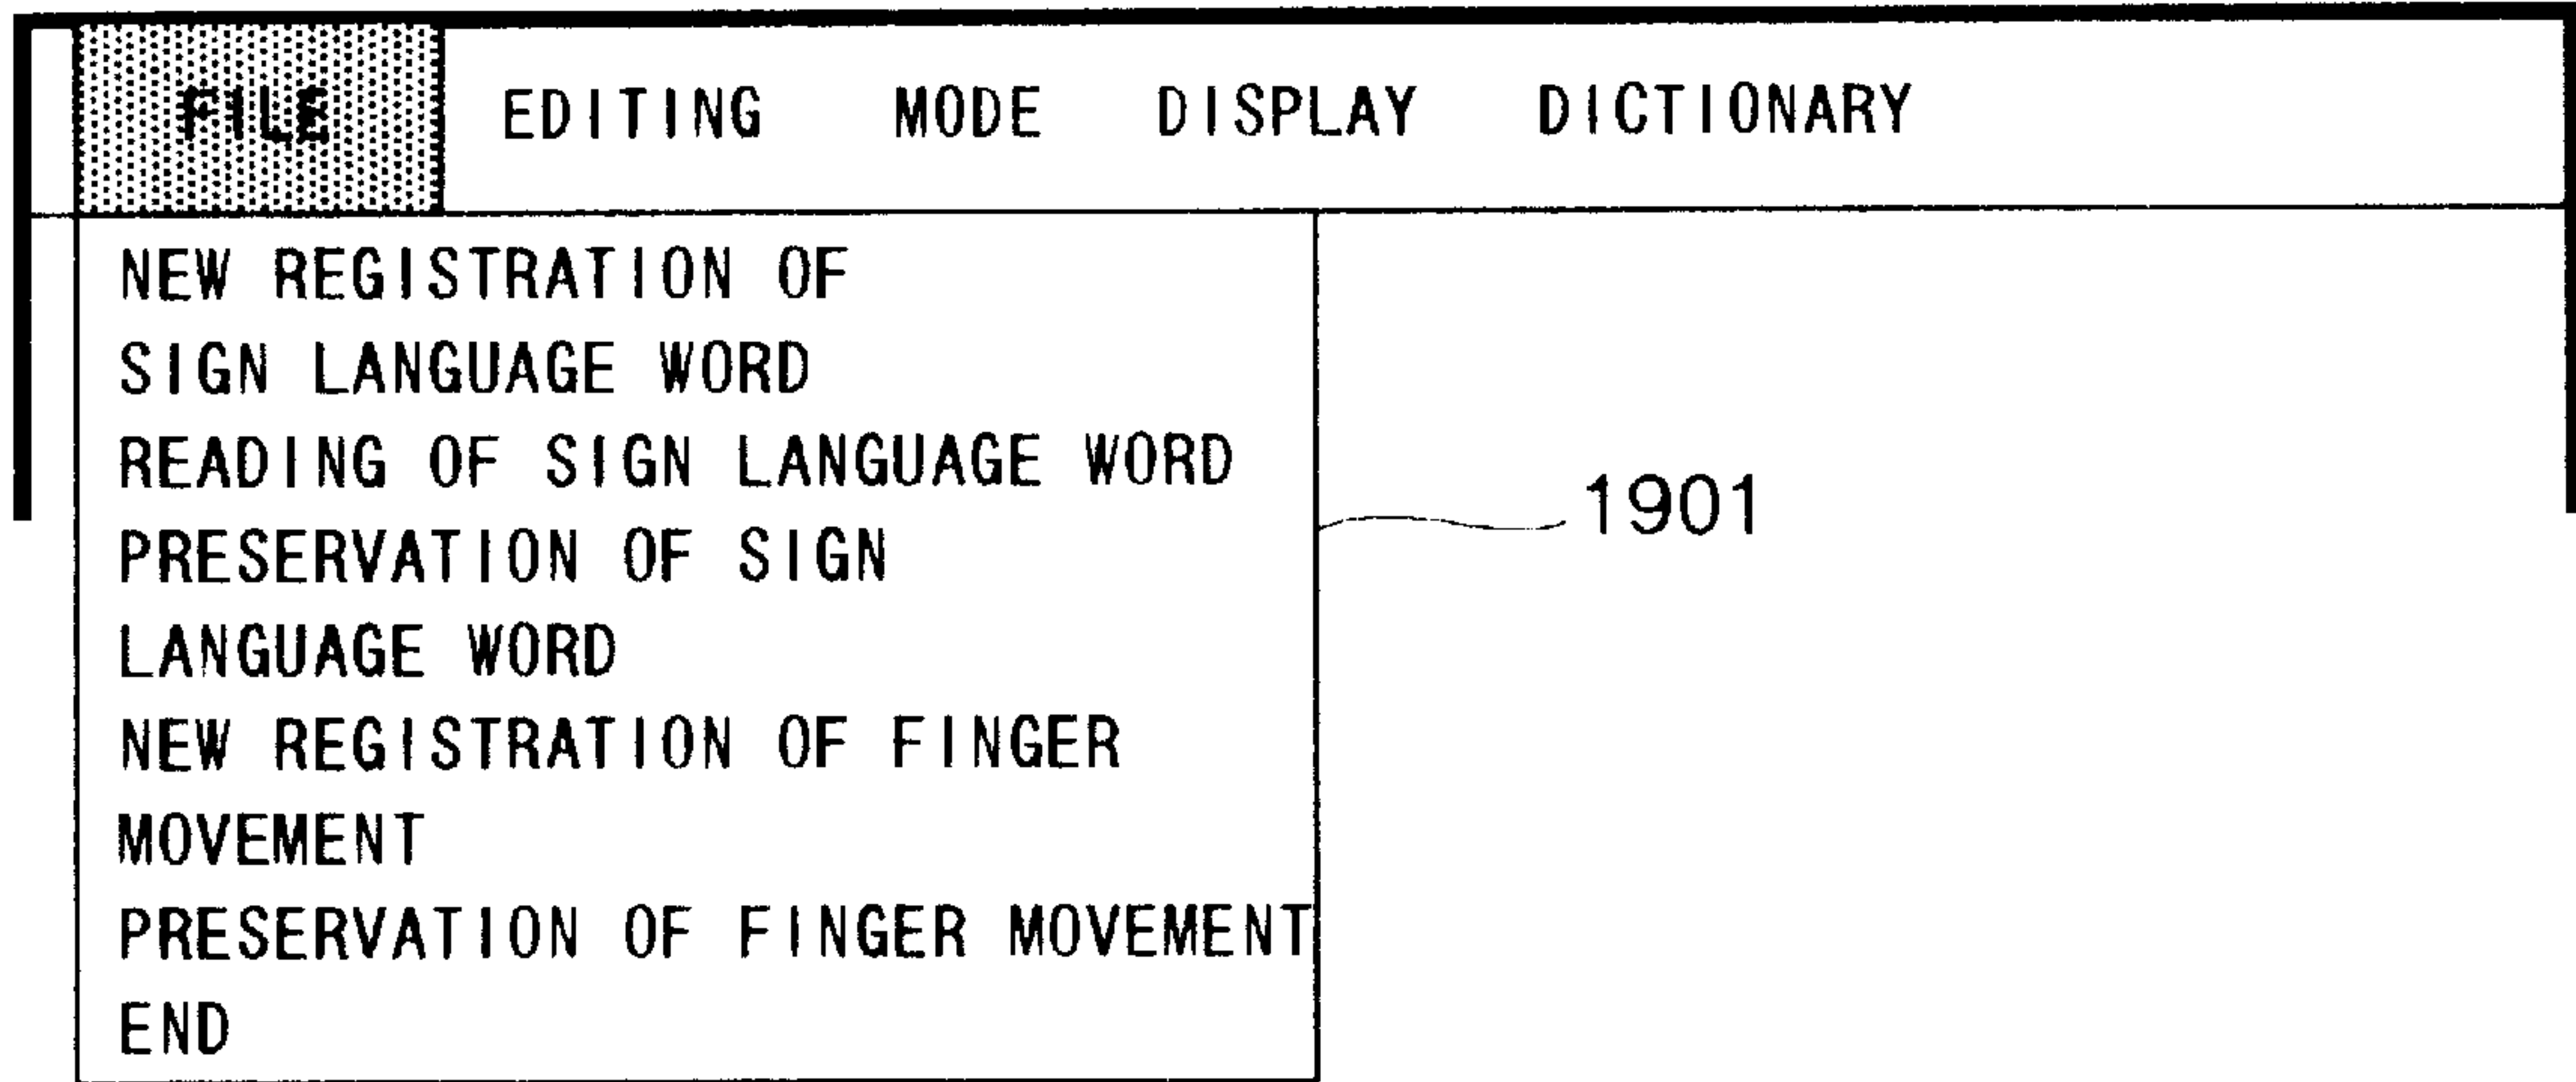 FILE EDITING MODE DISPLAY DICTIONARY
NEW REGISTRATION OF
SIGN LANGUAGE WORD
READING OF SIGN LANGUAGE WORD
PRESERVATION OF SIGN
LANGUAGE WORD
NEW REGISTRATION OF FINGER
MOVEMENT
PRESERVATION OF FINGER MOVEMENT
END
1901